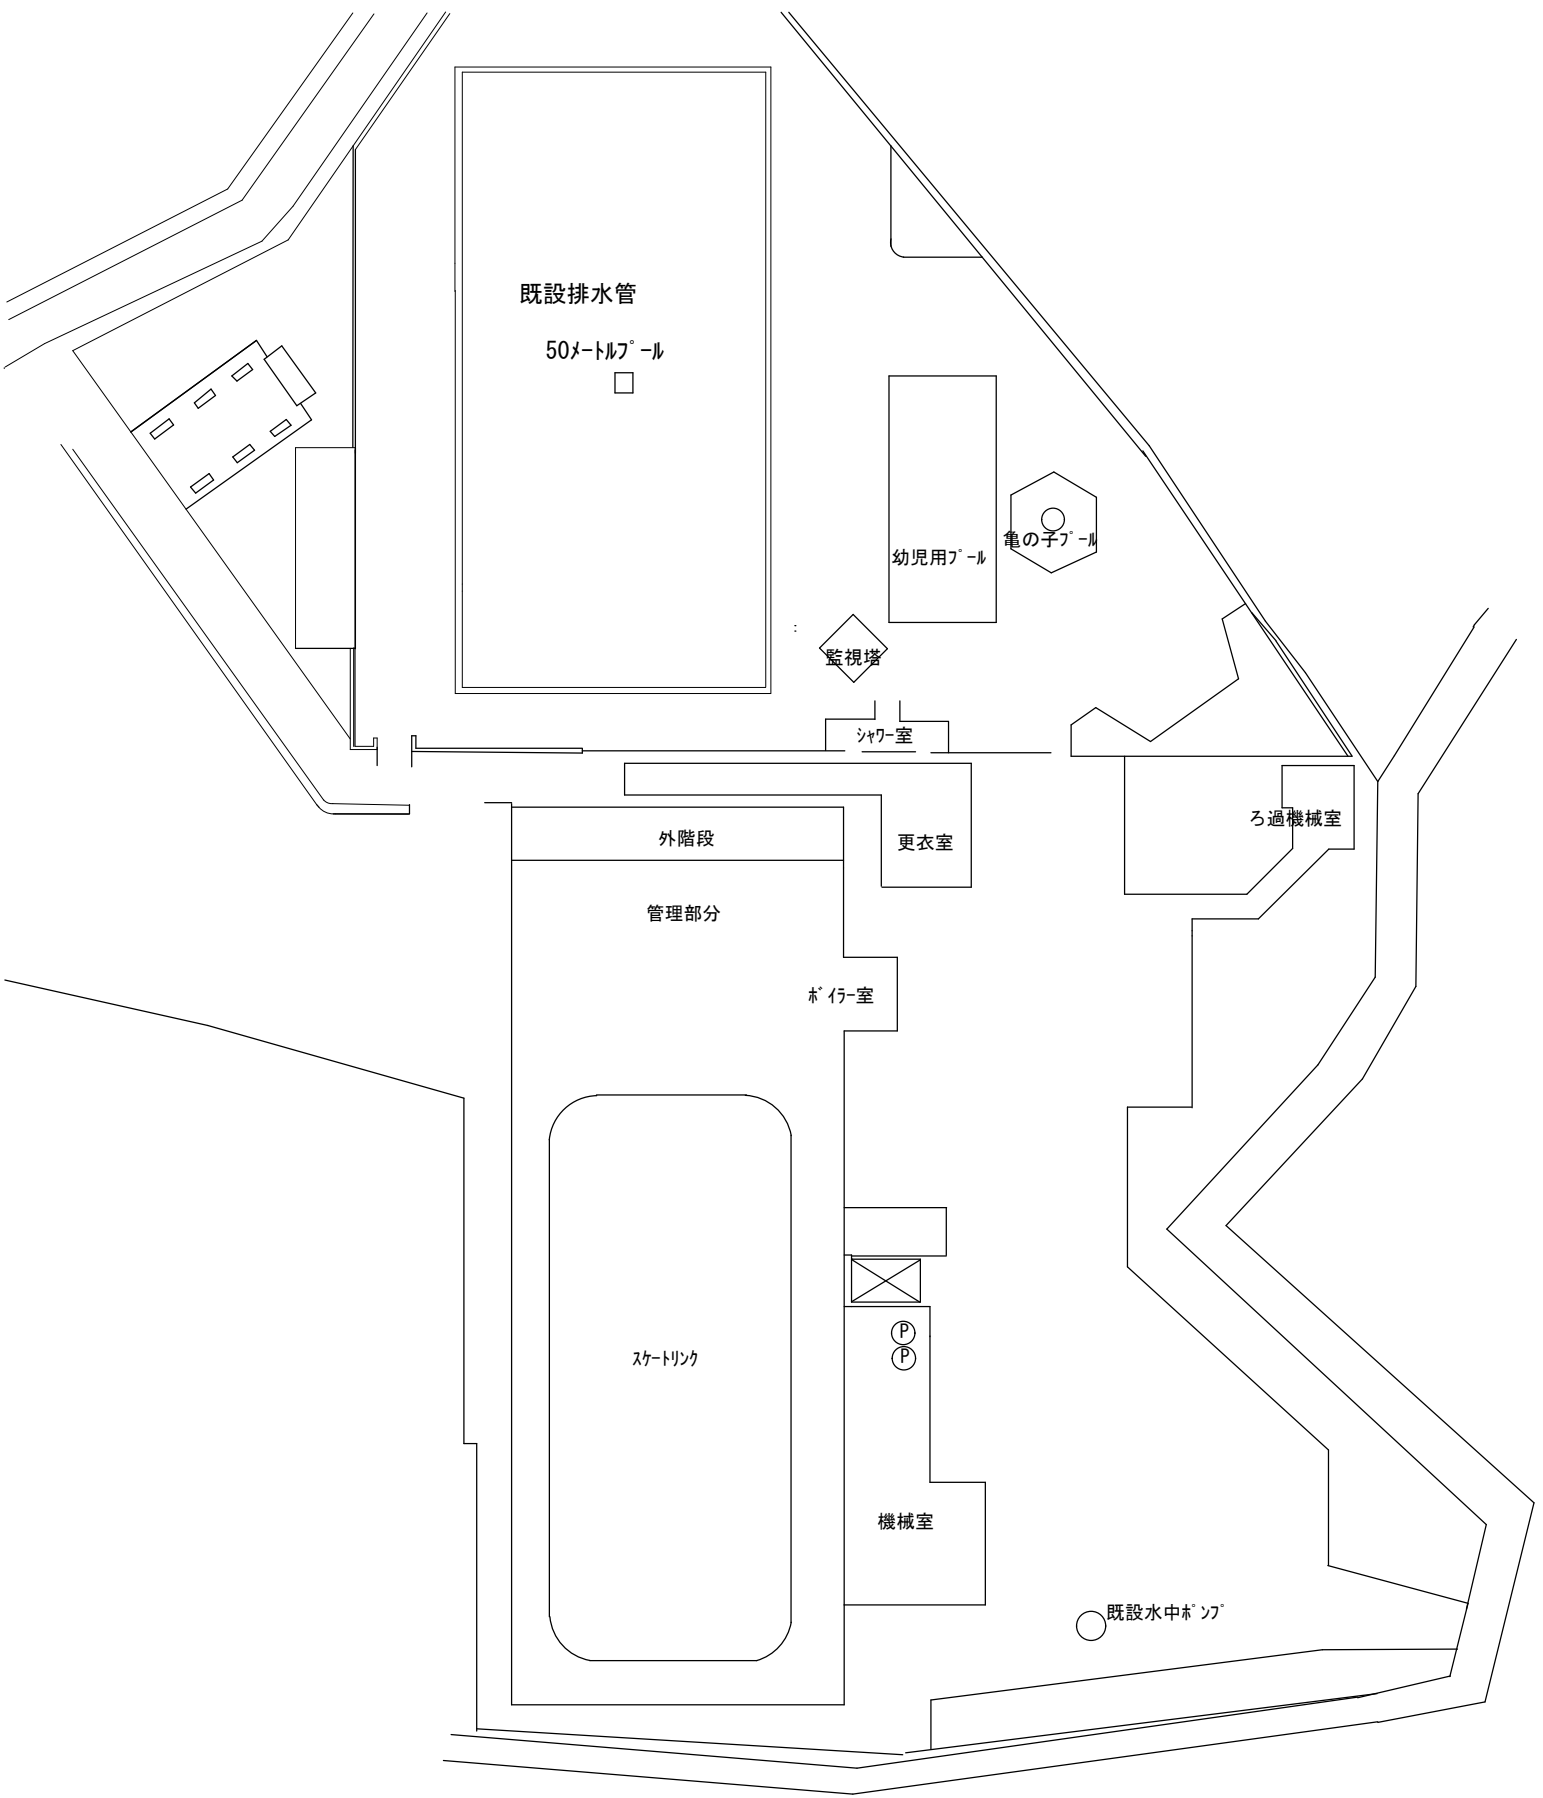 既設排水管
50ﾒｰﾄﾙﾌﾟｰﾙ
幼児用ﾌﾟｰﾙ
亀の子ﾌﾟｰﾙ
監視塔
ｼｬﾜｰ室
外階段
更衣室
ろ過機械室
管理部分
ﾎﾞｲﾗｰ室
P
P
ｽｹｰﾄﾘﾝｸ
機械室
既設水中ﾎﾟﾝﾌﾟ